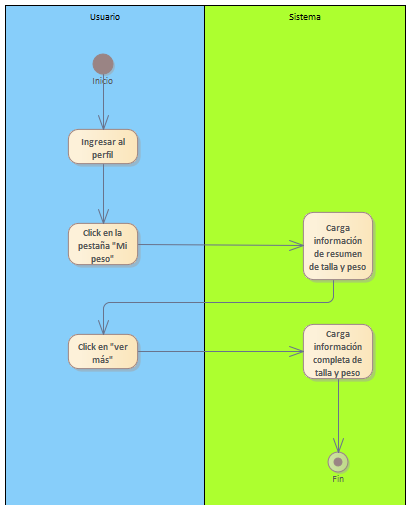 Usuario
Sistema
Inicio
Ingresar al
perfil
Click en la
pestaña "Mi
peso"
Carga
información
de resumen
de talla y peso
Click en "ver
más"
Carga
información
completa de
talla y peso
Fin